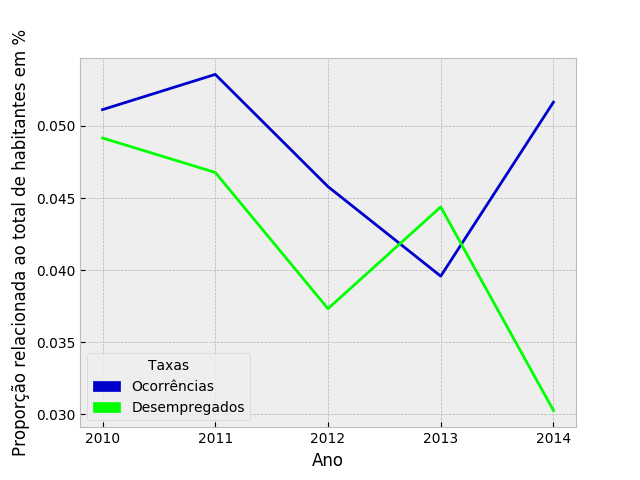 Proporção relacionada ao total de habitantes em %
0.050
0.045
0.040
0.035
0.030
Taxas
Ocorrências
Desempregados
2010 2011 2012 2013 2014
Ano